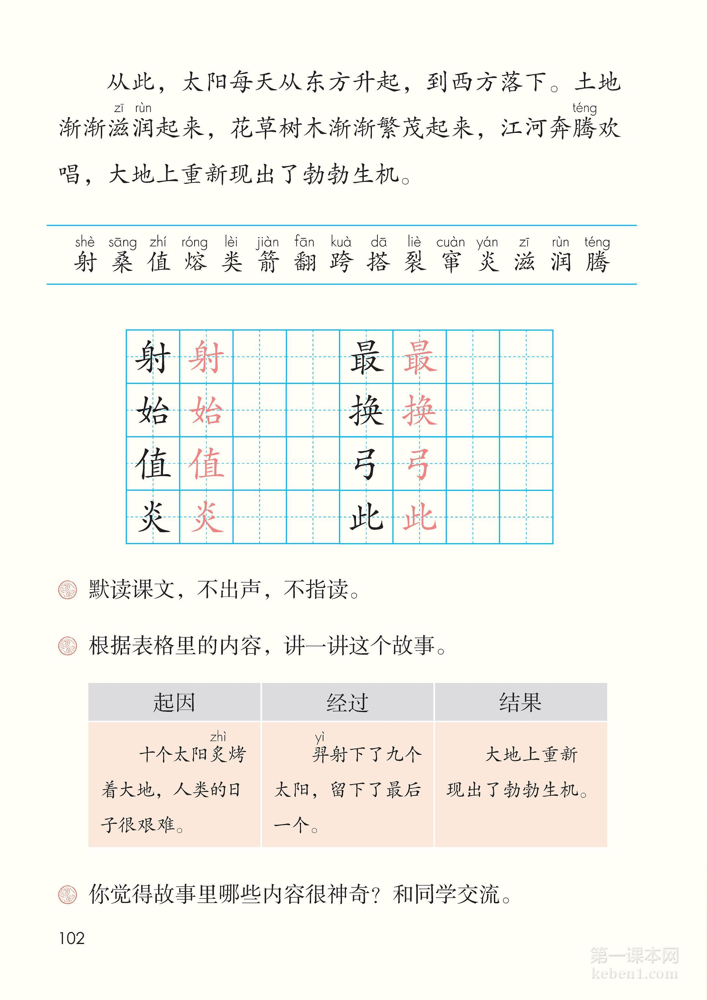 从此，太阳每天从东方升起，到西方落下。土地
zī rùn téng
渐渐滋润起来，花草树木渐渐繁茂起来，江河奔腾欢
唱，大地上重新现出了勃勃生机。
shè sāng zhí róng lèi jiàn fān kuà dā liè cuàn yán zī rùn téng
射 桑 值 熔 类 箭 翻 跨 搭 裂 窜 炎 滋 润 腾
射 射 最 最
始 始 换 换
值 值 弓 弓
炎 炎 此 此
默读课文，不出声，不指读。
根据表格里的内容，讲一讲这个故事。
起因 经过 结果
zhì
十个太阳炙烤
着大地，人类的日
子很艰难。
yì
羿射下了九个
太阳，留下了最后
一个。
大地上重新
现出了勃勃生机。
你觉得故事里哪些内容很神奇？和同学交流。
102
第一课本网
keben1.com